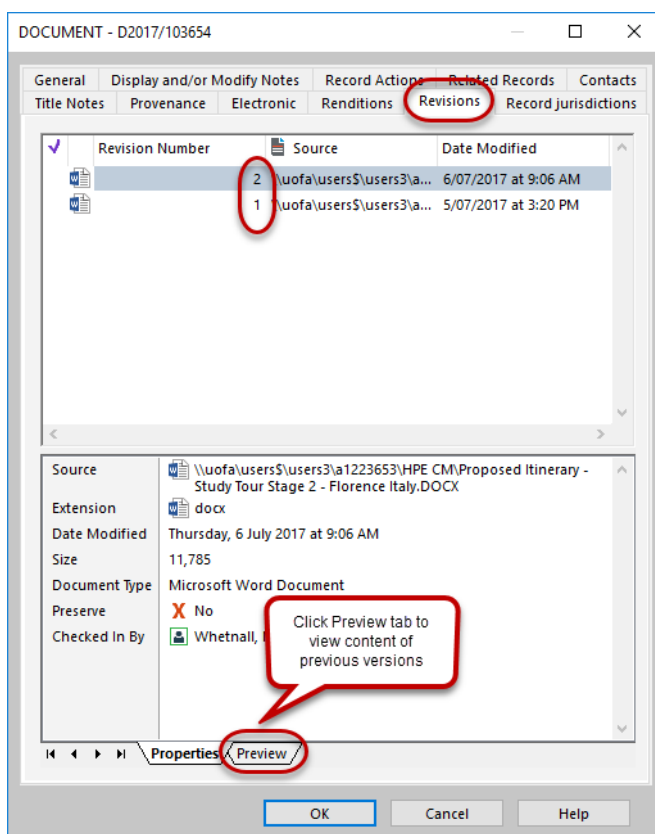 DOCUMENT - D2017/103654
General Display and/or Modify Notes Record Actions Related Records Contacts
Title Notes Provenance Electronic Renditions Revisions Record jurisdictions
Revision Number Source Date Modified
2 \\uofa\users$\users3\a... 6/07/2017 at 9:06 AM
1 \uofa\users$\users3\a... 5/07/2017 at 3:20 PM
Source \\uofa\users$\users3\a1223653\HPE CM\Proposed Itinerary -
Study Tour Stage 2 - Florence Italy.DOCX
Extension docx
Date Modified Thursday, 6 July 2017 at 9:06 AM
Size 11,785
Document Type Microsoft Word Document
Preserve No
Checked In By Whetnall,
Click Preview tab to
view content of
previous versions
Properties Preview
OK Cancel Help